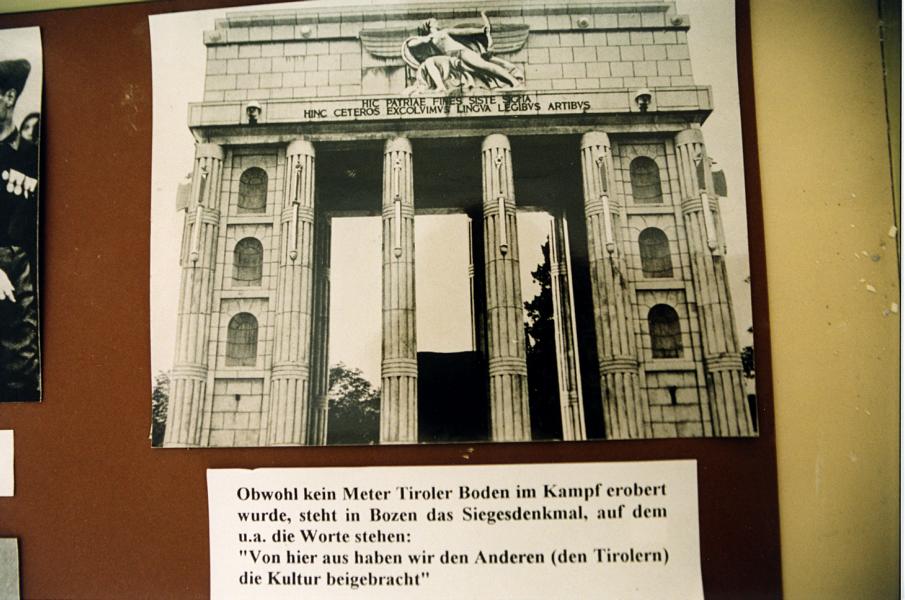 HIC PATRIAE FINES SISTE SIGNA
HINC CETEROS EXCOLVIMVS LINGVA LEGIBVS ARTIBVS
Obwohl kein Meter Tiroler Boden im Kampf erobert
wurde, steht in Bozen das Siegesdenkmal, auf dem
u.a. die Worte stehen:
"Von hier aus haben wir den Anderen (den Tirolern)
die Kultur beigebracht"